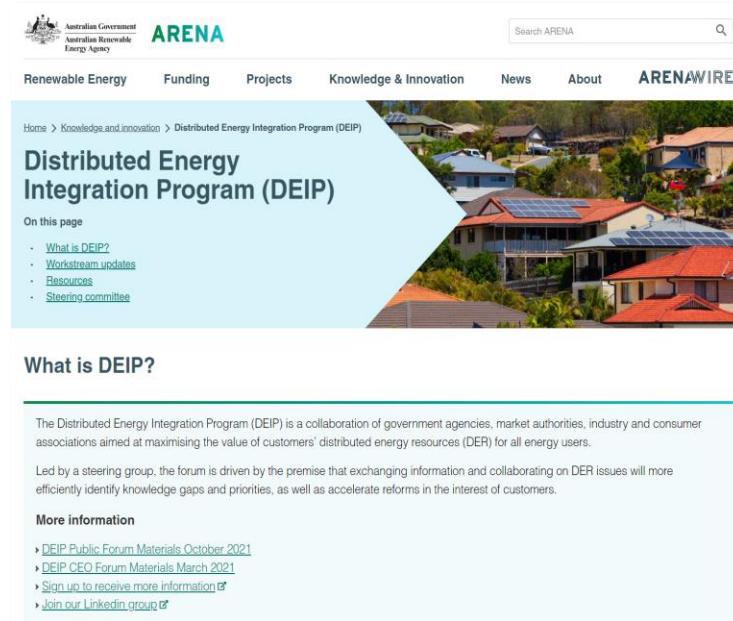 Australian Government
Australian Renewable
Energy Agency
ARENA
Search ARENA
Renewable Energy Funding Projects Knowledge & Innovation News About ARENAWIRE
Home > Knowledge and innovation > Distributed Energy Integration Program (DEIP)
Distributed Energy
Integration Program (DEIP)
On this page
· What is DEIP?
· Workstream updates
· Resources
· Steering committee
What is DEIP?
The Distributed Energy Integration Program (DEIP) is a collaboration of government agencies, market authorities, industry and consumer
associations aimed at maximising the value of customers' distributed energy resources (DER) for all energy users.
Led by a steering group, the forum is driven by the premise that exchanging information and collaborating on DER issues will more
efficiently identify knowledge gaps and priorities, as well as accelerate reforms in the interest of customers.
More information
DEIP Public Forum Materials October 2021
DEIP CEO Forum Materials March 2021
Sign up to receive more information
Join our Linkedin group